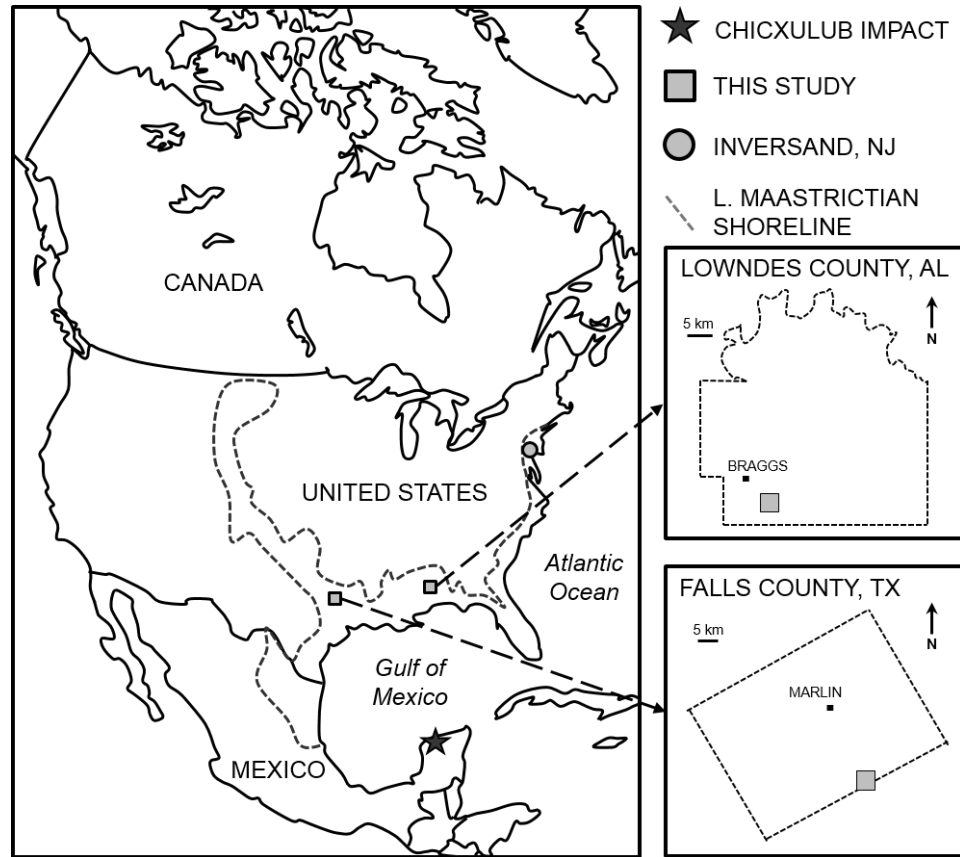 CHICXULUB IMPACT
THIS STUDY
INVERSAND, NJ
L. MAASTRICTIAN
SHORELINE
CANADA
UNITED STATES
Atlantic
Ocean
Gulf of
Mexico
MEXICO
LOWNDES COUNTY, AL
5 km
N
BRAGGS
FALLS COUNTY, TX
5 km
N
MARLIN